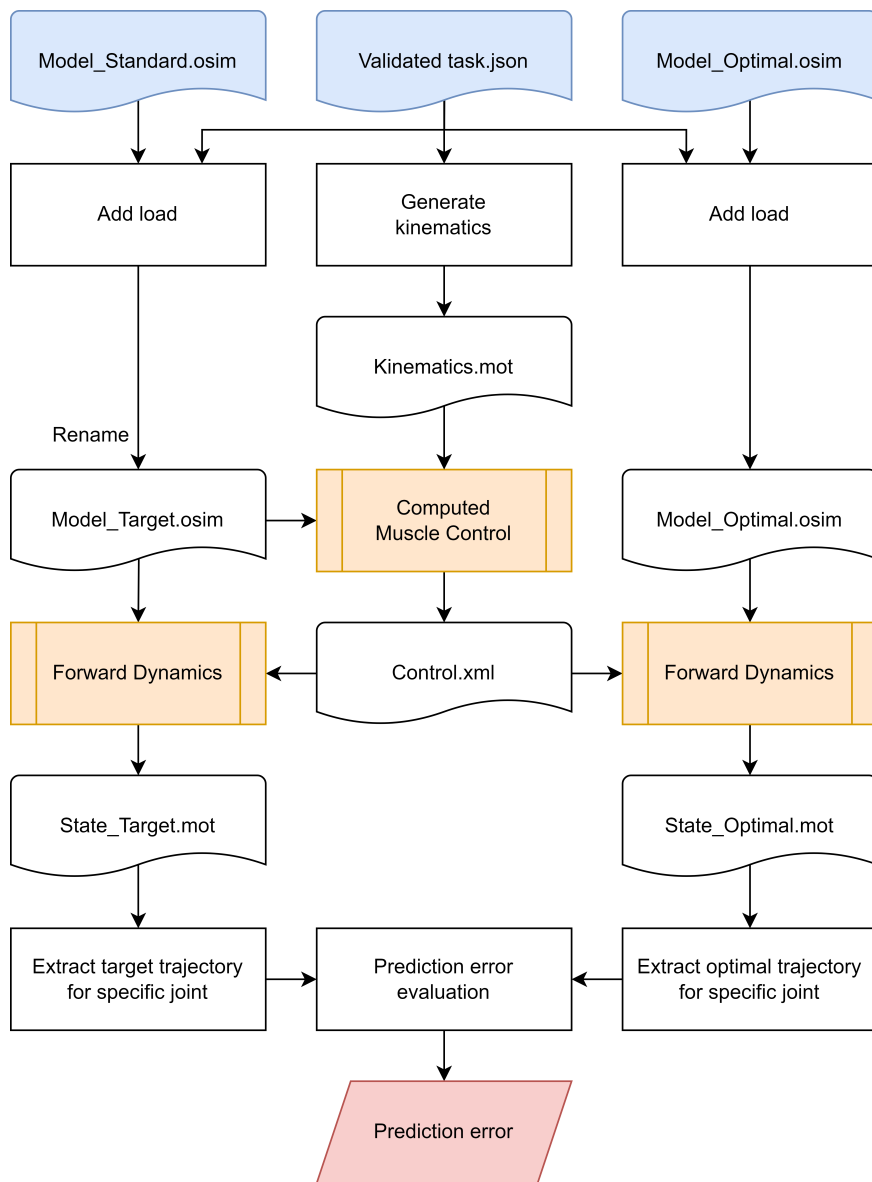 Model_Standard.osim
Validated task.json
Model_Optimal.osim
Add load
Generate
kinematics
Add load
Kinematics.mot
Rename
Model_Target.osim
Computed
Muscle Control
Model_Optimal.osim
Forward Dynamics
Control.xml
Forward Dynamics
State_Target.mot
State_Optimal.mot
Extract target trajectory
for specific joint
Prediction error
evaluation
Extract optimal trajectory
for specific joint
Prediction error